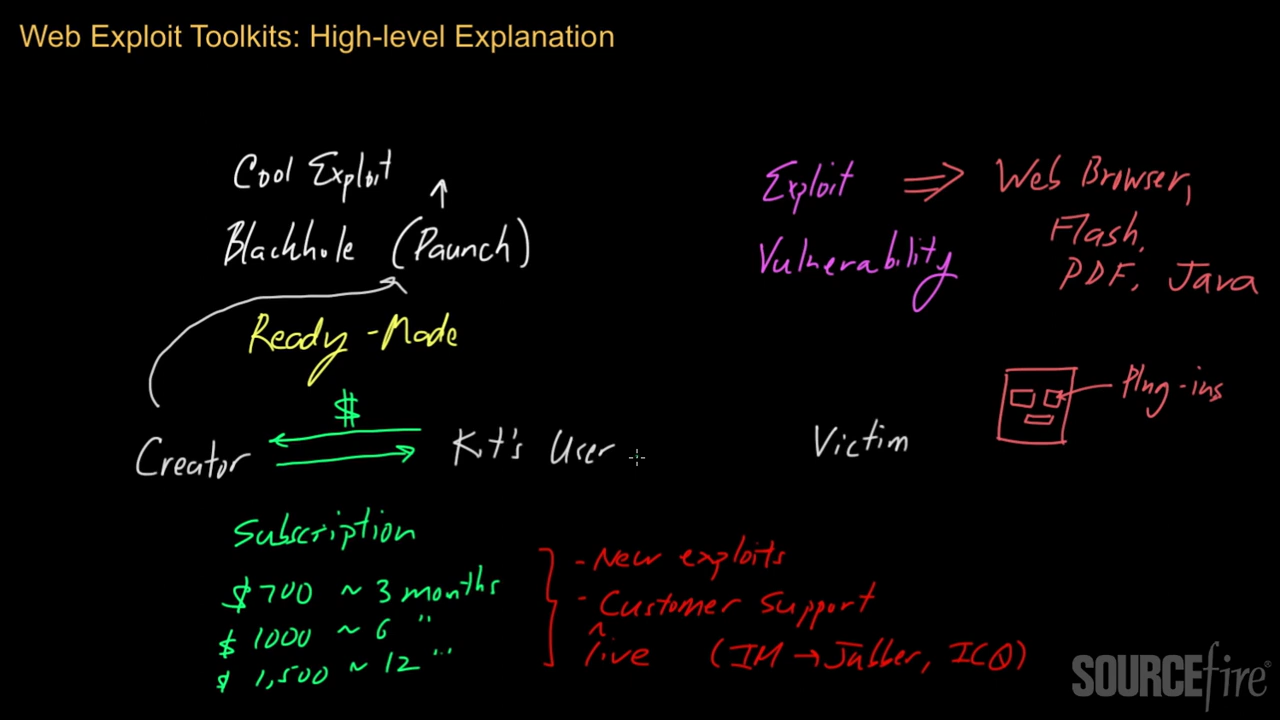 Web Exploit Toolkits: High-level Explanation
Cool Exploit
Blackhole (Paunch)
Ready-Made
$
Creator
Kit's User
Subscription
$700 ~ 3 months
$ 1000 ~ 6 "
$ 1,500 ~ 12 "
- New exploits
- Customer Support
^
live (IM → Jabber, ICQ)
Exploit ⇒ Web Browser,
Flash,
Vulnerability
PDF, Java
Plug-ins
Victim
SOURCEfire®